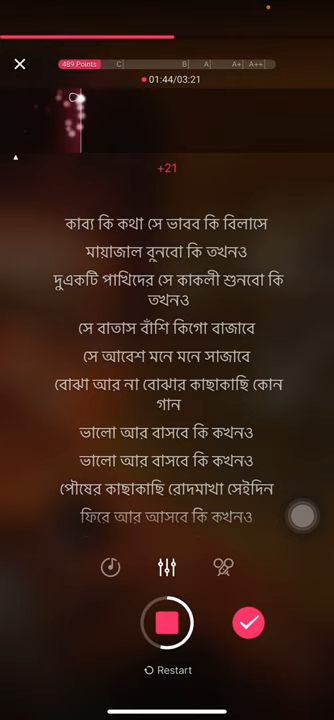 489 Points C B A A+ A++
01:44/03:21
+21
কাব্য কি কথা সে ভাবব কি বিলাসে
মায়াজাল বুনবো কি তখনও
দুএকটি পাখিদের সে কাকলী শুনবো কি
তখনও
সে বাতাস বাঁশি কিগো বাজাবে
সে আবেশ মনে মনে সাজাবে
বোঝা আর না বোঝার কাছাকাছি কোন
গান
ভালো আর বাসবে কি কখনও
ভালো আর বাসবে কি কখনও
পৌষের কাছাকাছি রোদমাখা সেইদিন
ফিরে আর আসবে কি কখনও
Restart